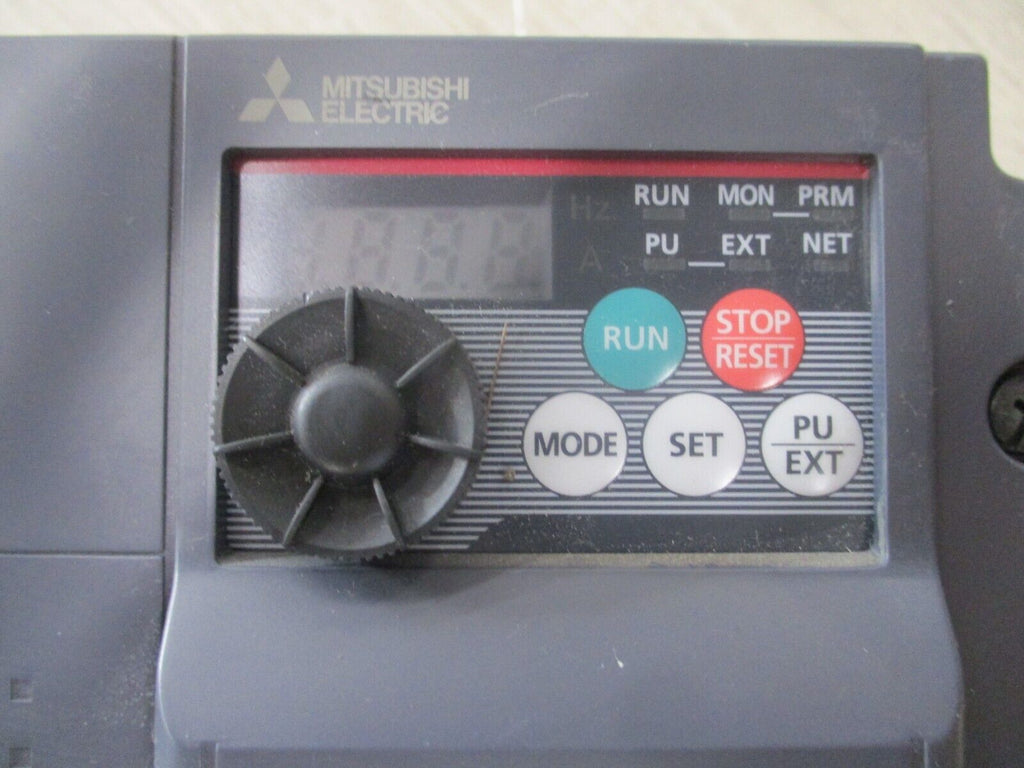 MITSUBISHI
ELECTRIC
Hz
A
RUN MON PRM
PU EXT NET
RUN
STOP
RESET
MODE
SET
PU
EXT